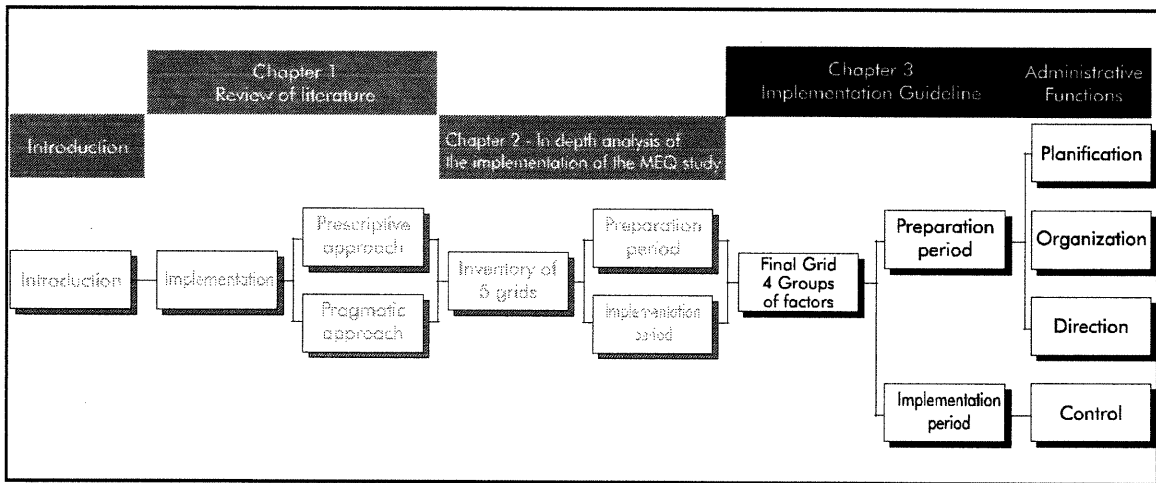 Chapter 1
Review of literature
Chapter 3
Implementation Guideline
Administrative
Functions
Introduction
Chapter 2 - In depth analysis of
the implementation of the MEQ study
Planification
Prescriptive
approach
Preparation
period
Preparation
period
Organization
Introduction
Implementation
Inventory of
5 grids
Final Grid
4 Groups
of factors
Pragmatic
approach
Implementation
period
Direction
Implementation
period
Control